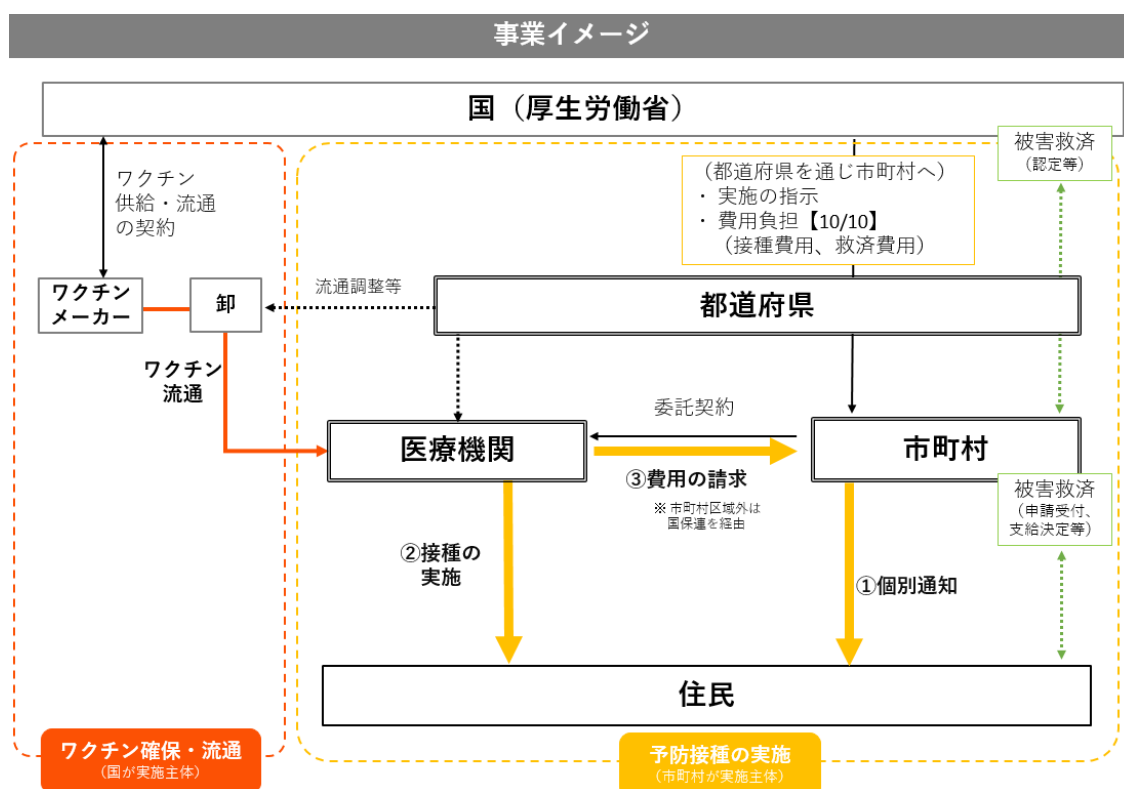 事業イメージ
国（厚生労働省）
被害救済
（認定等）
ワクチン
供給・流通
の契約
（都道府県を通じ市町村へ）
・ 実施の指示
・ 費用負担【10/10】
（接種費用、救済費用）
ワクチン
メーカー
卸
流通調整等
都道府県
ワクチン
流通
委託契約
医療機関
市町村
③費用の請求
※ 市町村区域外は
国保連を経由
被害救済
（申請受付、
支給決定等）
②接種の
実施
①個別通知
住民
ワクチン確保・流通
（国が実施主体）
予防接種の実施
（市町村が実施主体）